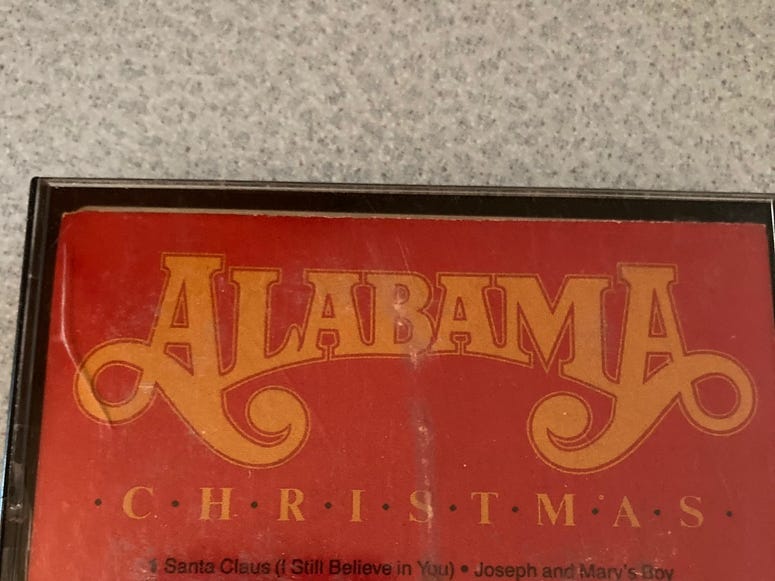 ALABAMA
·C·H·R·I·S·T·M·A·S·
Santa Claus (I Still Believe in You) • Joseph and Mary's Boy